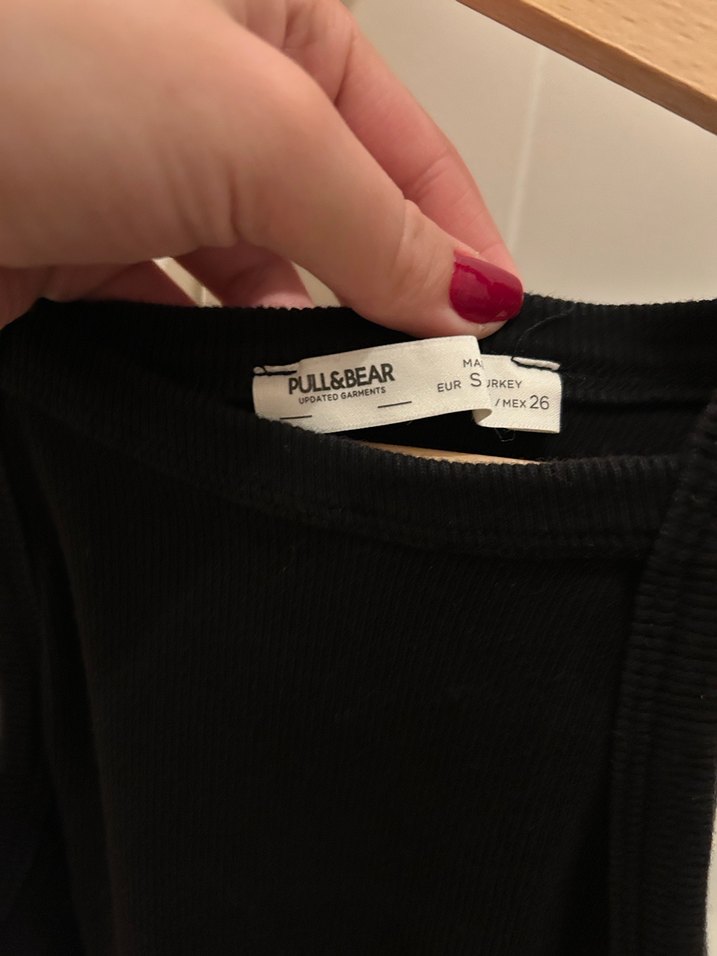 PULL&BEAR
UPDATED GARMENTS
MA
URKEY
EUR S
/ MEX 26